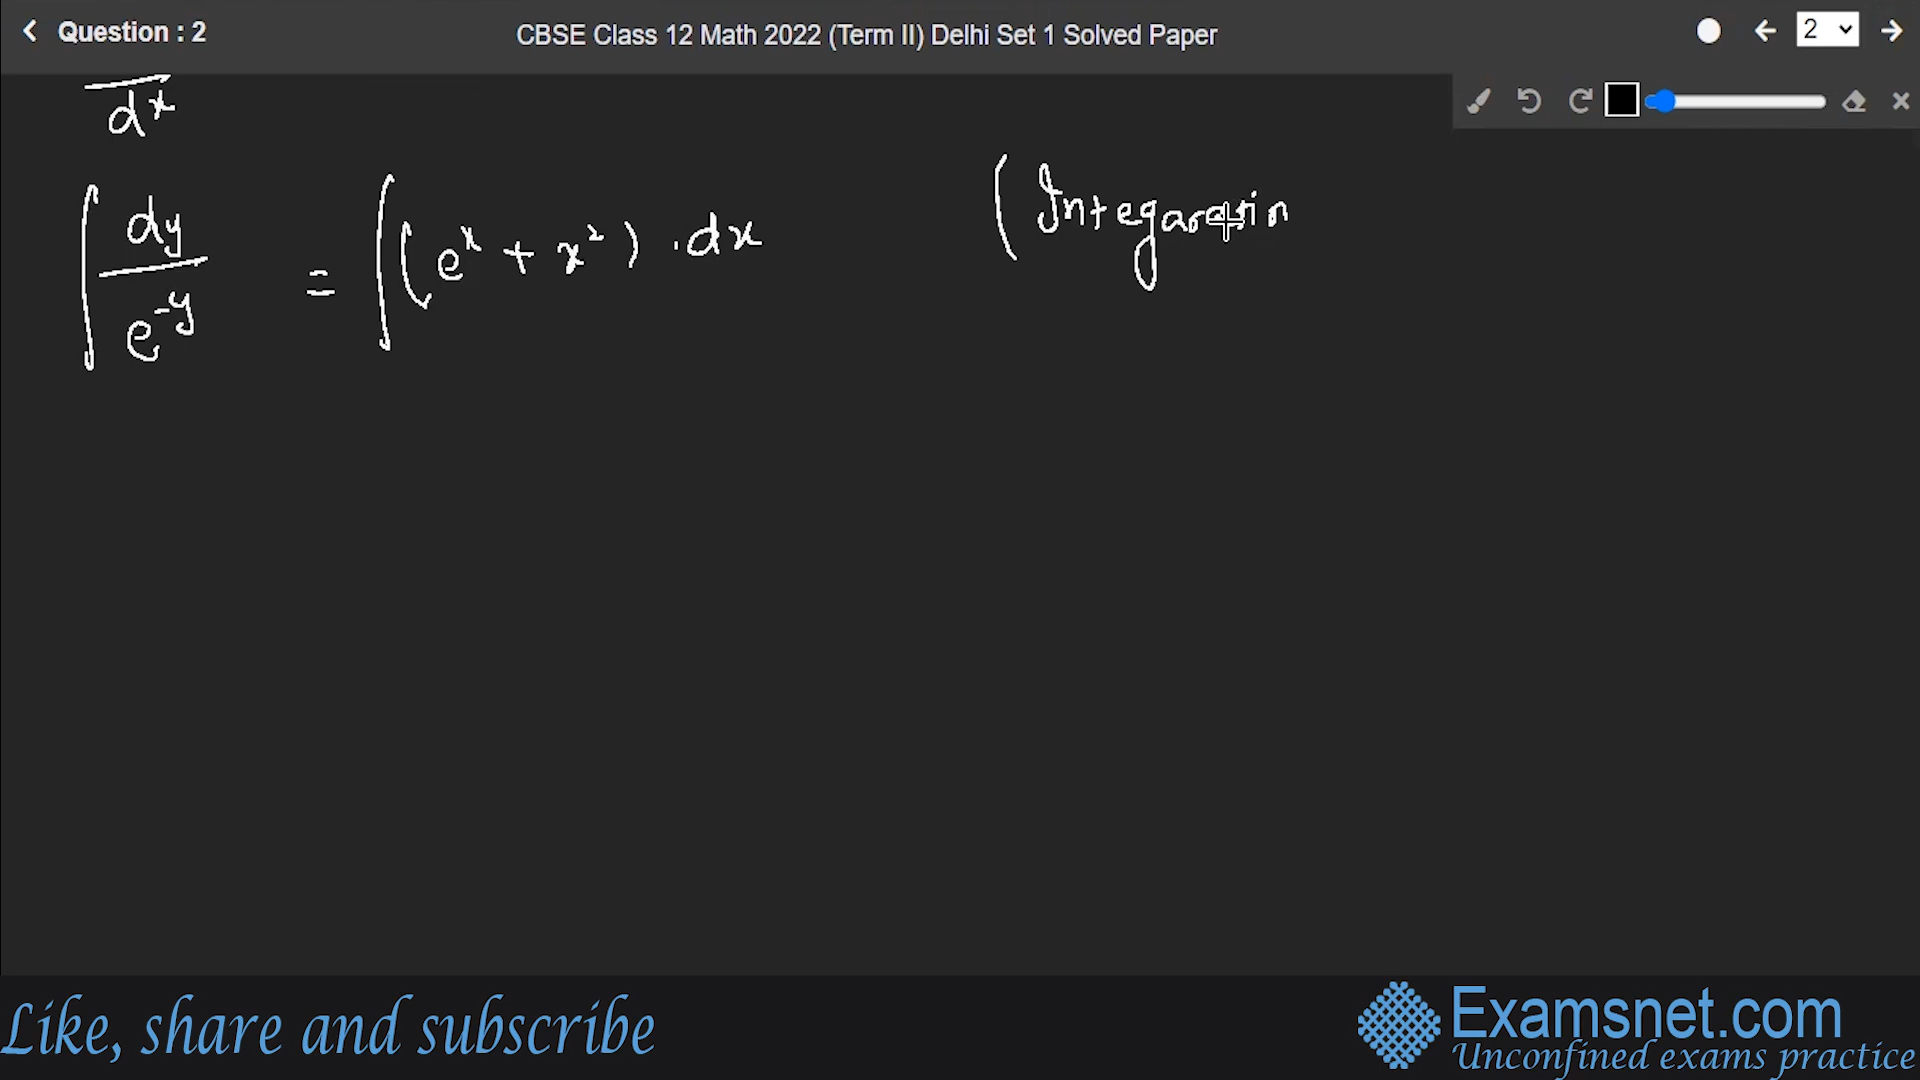 Question : 2
CBSE Class 12 Math 2022 (Term II) Delhi Set 1 Solved Paper
2
dx
∫ dy/e^-y = ∫(e^x + x^2) . dx
( Integaration
Like, share and subscribe
Examsnet.com
Unconfined exams practice